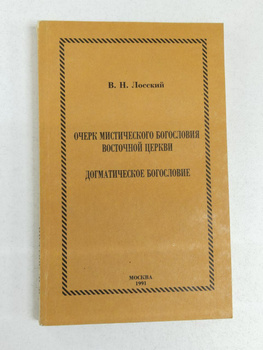 В. Н. Лосский
ОЧЕРК МИСТИЧЕСКОГО БОГОСЛОВИЯ
ВОСТОЧНОЙ ЦЕРКВИ
ДОГМАТИЧЕСКОЕ БОГОСЛОВИЕ
МОСКВА
1991